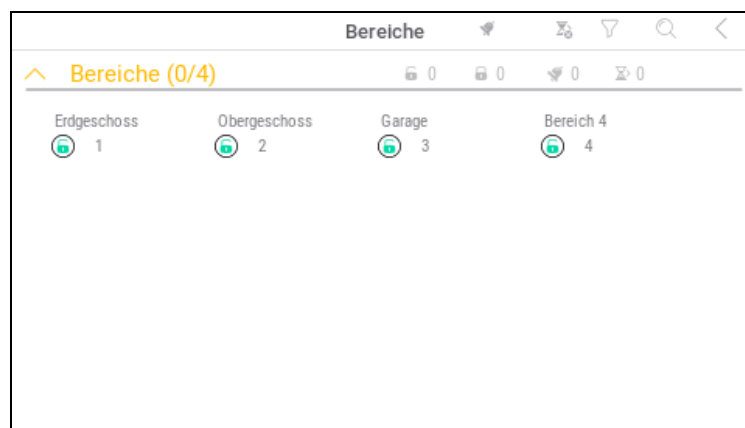 Bereiche
Bereiche (0/4) 0 0 0 0
Erdgeschoss Obergeschoss Garage Bereich 4
1 2 3 4